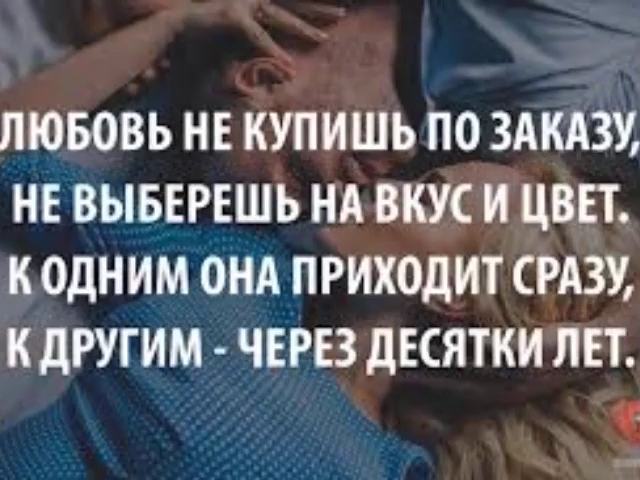 ЛЮБОВЬ НЕ КУПИШЬ ПО ЗАКАЗУ,
НЕ ВЫБЕРЕШЬ НА ВКУС И ЦВЕТ.
К ОДНИМ ОНА ПРИХОДИТ СРАЗУ,
К ДРУГИМ - ЧЕРЕЗ ДЕСЯТКИ ЛЕТ.